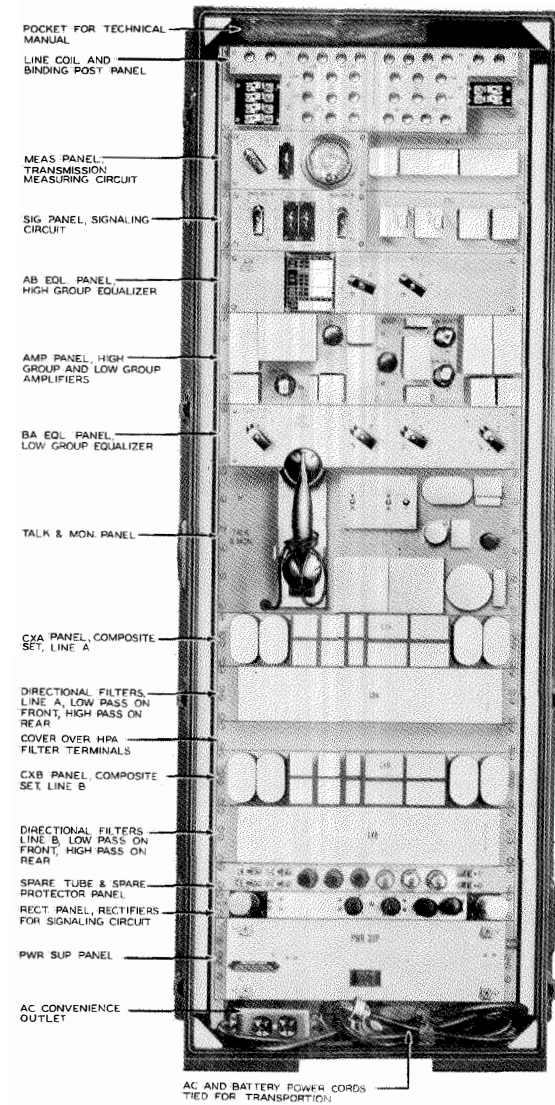 POCKET FOR TECHNICAL
MANUAL
LINE COIL AND
BINDING POST PANEL
MEAS PANEL,
TRANSMISSION
MEASURING CIRCUIT
SIG PANEL, SIGNALING
CIRCUIT
AB EQL PANEL,
HIGH GROUP EQUALIZER
AMP PANEL, HIGH
GROUP AND LOW GROUP
AMPLIFIERS
BA EQL PANEL,
LOW GROUP EQUALIZER
TALK & MON. PANEL
TALK
& MON.
CXA PANEL, COMPOSITE
SET, LINE A
CXA
DIRECTIONAL FILTERS,
LINE A, LOW PASS ON
FRONT, HIGH PASS ON
REAR
COVER OVER HPA
FILTER TERMINALS
CXB PANEL, COMPOSITE
SET, LINE B
CXB
DIRECTIONAL FILTERS
LINE B, LOW PASS ON
FRONT, HIGH PASS ON
REAR
SPARE TUBE & SPARE
PROTECTOR PANEL
RECT. PANEL, RECTIFIERS
FOR SIGNALING CIRCUIT
PWR SUP PANEL
PWR SUP
AC CONVENIENCE
OUTLET
AC AND BATTERY POWER CORDS
TIED FOR TRANSPORTION